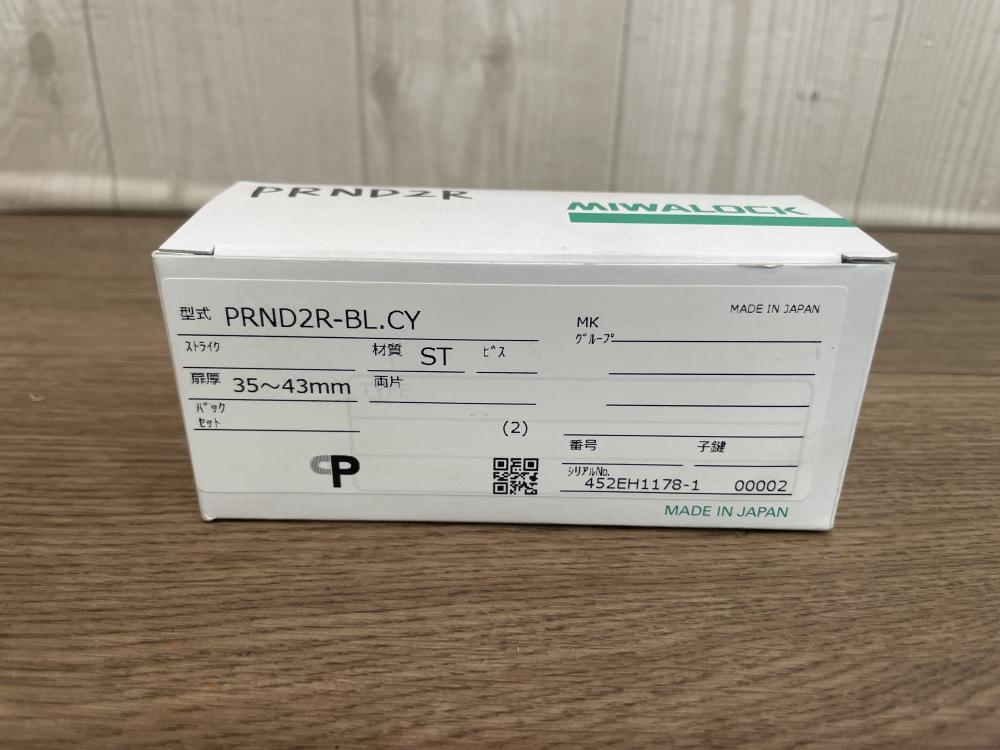 PRND2R
MIWALOCK
型式 PRND2R-BL.CY
MADE IN JAPAN
MK
ｸﾞﾙｰﾌﾟ
ｽﾄﾗｲｸ 材質 ST ﾋﾞｽ
扉厚 35～43mm 両片
ﾊﾞｯｸ
ｾｯﾄ
(2)
番号 子鍵
CP
ｼﾘｱﾙNo.
452EH1178-1 00002
MADE IN JAPAN